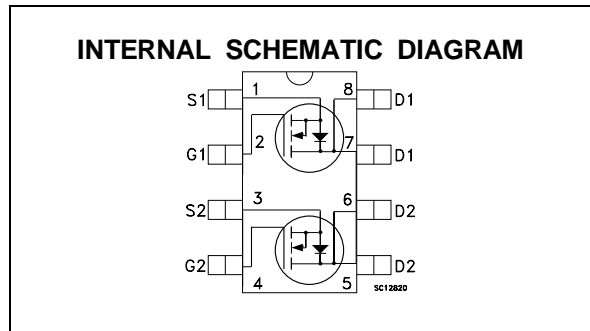 INTERNAL SCHEMATIC DIAGRAM
S1 1 8 D1
G1 2 7 D1
S2 3 6 D2
G2 4 5 D2
SC12820